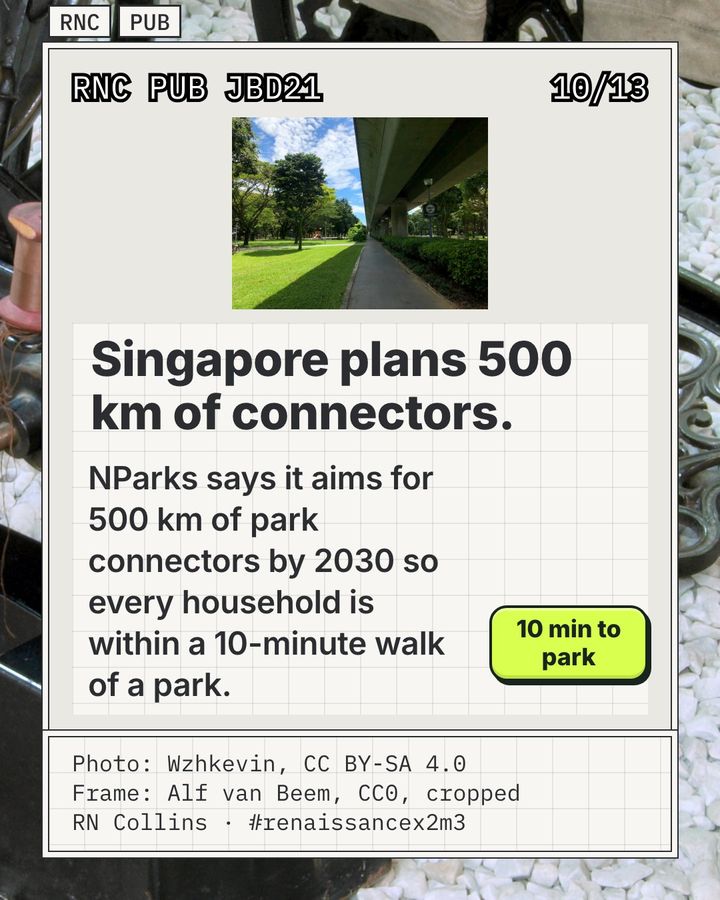 RNC PUB
RNC PUB JBD21 10/13
Singapore plans 500
km of connectors.
NParks says it aims for
500 km of park
connectors by 2030 so
every household is
within a 10-minute walk
of a park.
10 min to
park
Photo: Wzhkevin, CC BY-SA 4.0
Frame: Alf van Beem, CC0, cropped
RN Collins · #renaissancex2m3